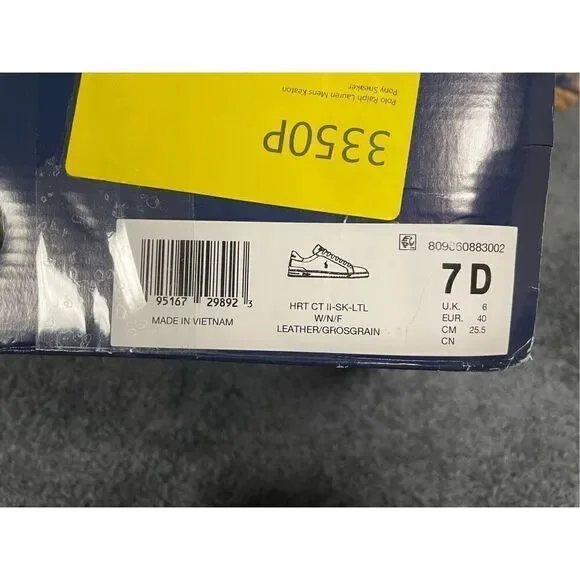 Polo Ralph Lauren Mens Keaton
Pony Sneaker
3350P
95167 29892 3
MADE IN VIETNAM
HRT CT II-SK-LTL
W/N/F
LEATHER/GROSGRAIN
809860883002
7 D
U.K. 6
EUR. 40
CM 25.5
CN